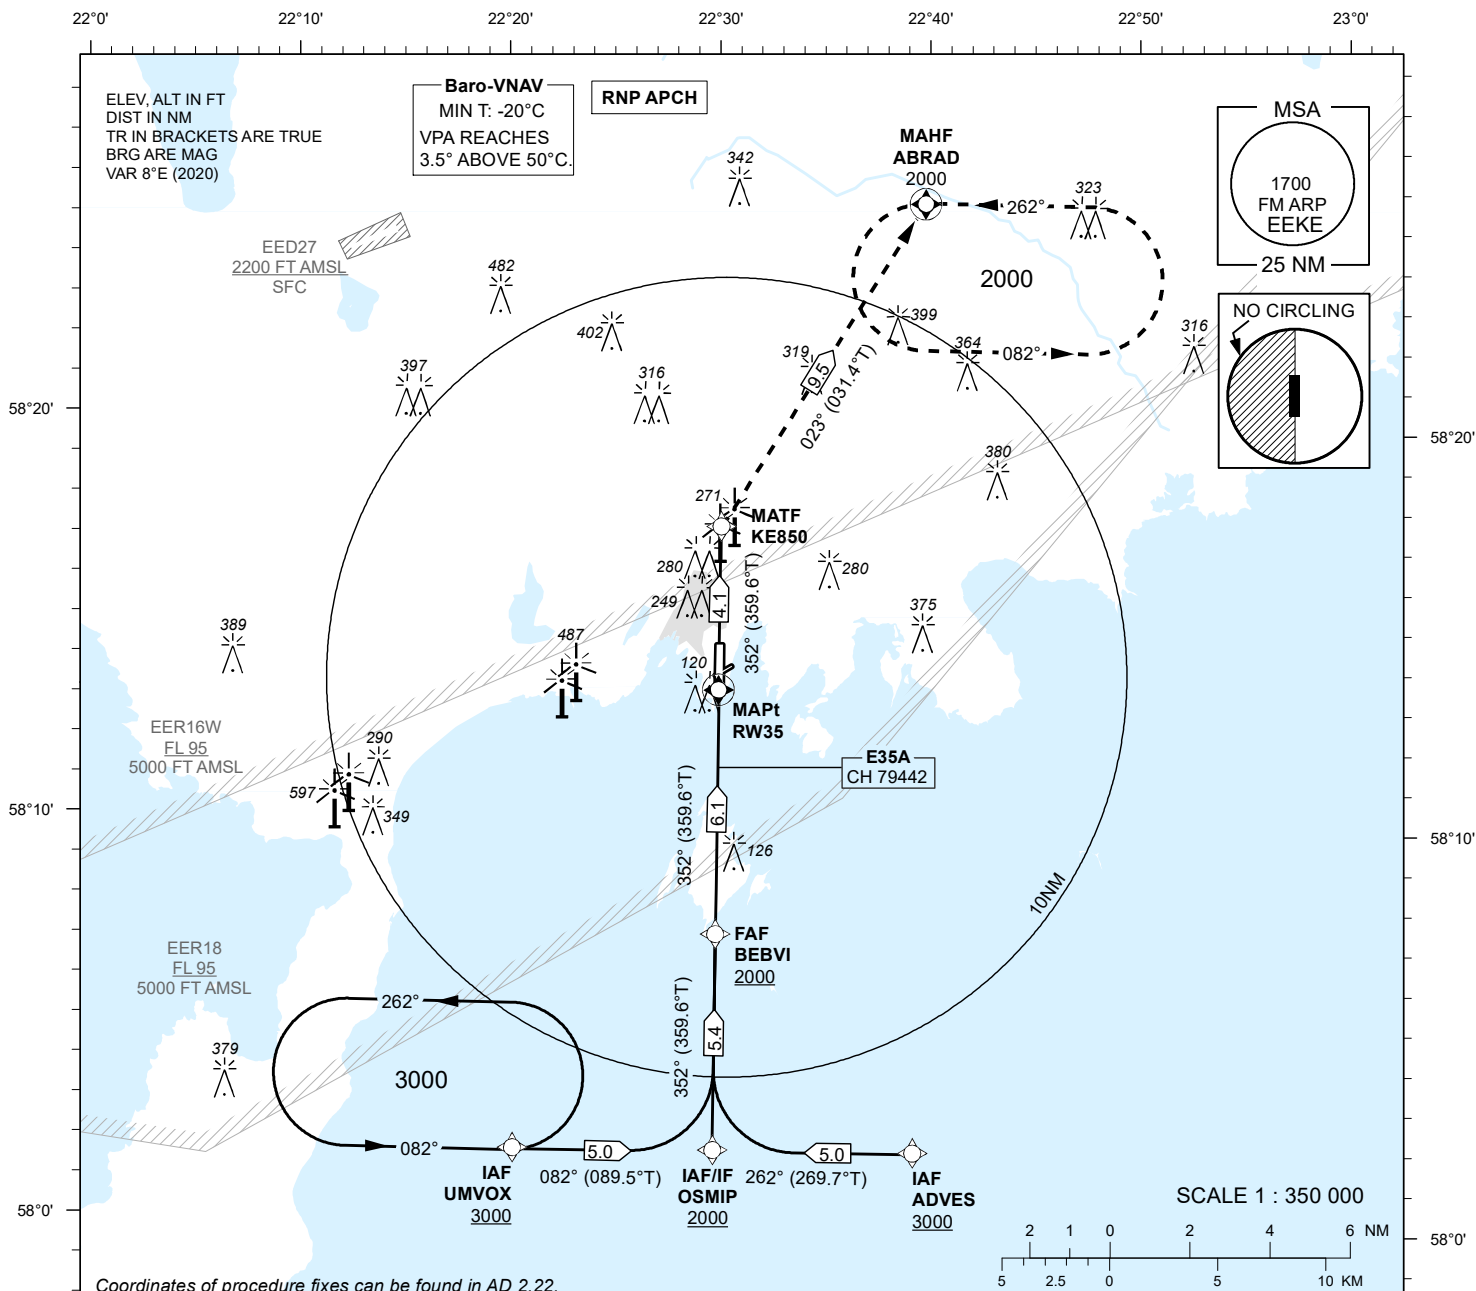 22°0'
22°10'
22°20'
22°30'
22°40'
22°50'
23°0'
ELEV, ALT IN FT
DIST IN NM
TR IN BRACKETS ARE TRUE
BRG ARE MAG
VAR 8°E (2020)
Baro-VNAV
MIN T: -20°C
VPA REACHES
3.5° ABOVE 50°C.
RNP APCH
MSA
1700
FM ARP
EEKE
25 NM
NO CIRCLING
MAHF
ABRAD
2000
342
323
262°
2000
082°
EED27
2200 FT AMSL
SFC
482
402
399
364
316
319
9.5
023° (031.4°T)
397
316
58°20'
58°20'
380
271
MATF
KE850
280
249
4.1
352° (359.6°T)
280
375
389
487
120
MAPt
RW35
EER16W
FL 95
5000 FT AMSL
290
597
349
E35A
CH 79442
352° (359.6°T)
6.1
126
58°10'
58°10'
10NM
FAF
BEBVI
2000
EER18
FL 95
5000 FT AMSL
262°
352° (359.6°T)
5.4
379
3000
082°
5.0
082° (089.5°T)
5.0
262° (269.7°T)
IAF
UMVOX
3000
IAF/IF
OSMIP
2000
IAF
ADVES
3000
58°0'
58°0'
SCALE 1 : 350 000
2 1 0 2 4 6 NM
5 2.5 0 5 10 KM
Coordinates of procedure fixes can be found in AD 2.22.